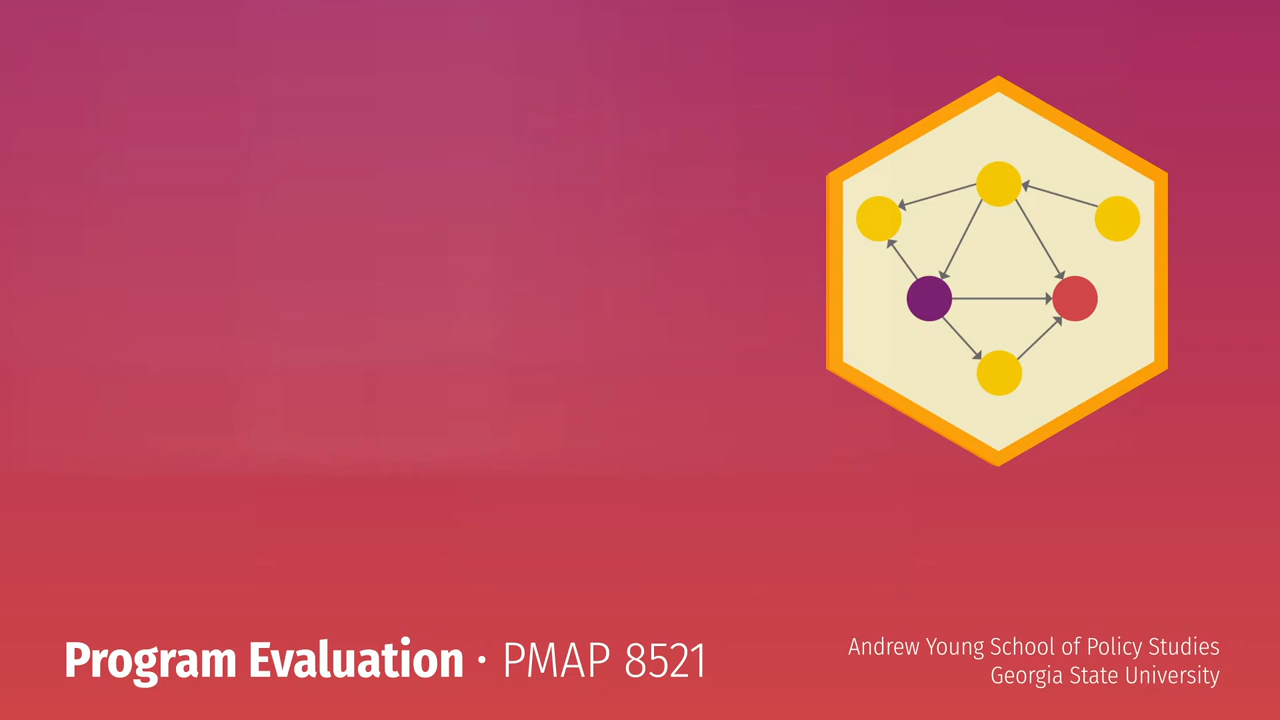 Program Evaluation · PMAP 8521
Andrew Young School of Policy Studies
Georgia State University